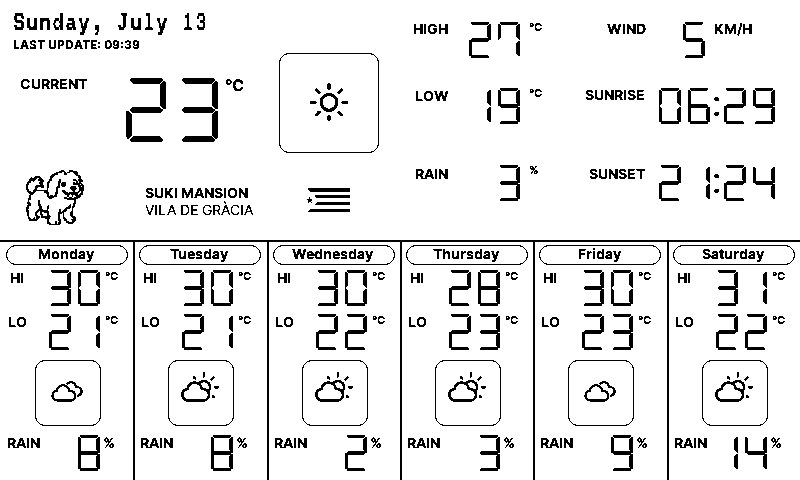 Sunday, July 13
LAST UPDATE: 09:39
CURRENT 23 °C
HIGH 27 °C
LOW 19 °C
RAIN 3 %
WIND 5 KM/H
SUNRISE 06:29
SUNSET 21:24
SUKI MANSION
VILA DE GRÀCIA
Monday
HI 30 °C
LO 21 °C
RAIN 8 %
Tuesday
HI 30 °C
LO 21 °C
RAIN 8 %
Wednesday
HI 30 °C
LO 22 °C
RAIN 2 %
Thursday
HI 28 °C
LO 23 °C
RAIN 3 %
Friday
HI 30 °C
LO 23 °C
RAIN 9 %
Saturday
HI 31 °C
LO 22 °C
RAIN 14 %